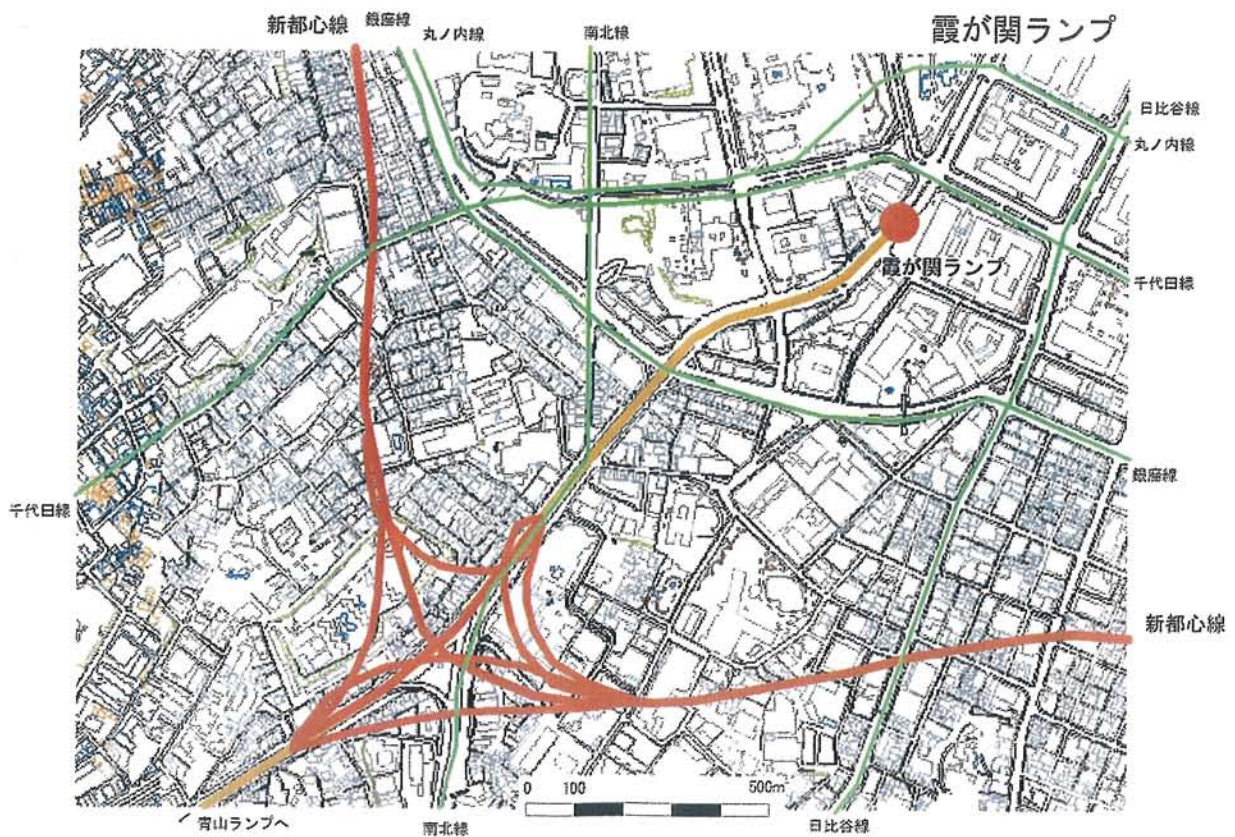 霞が関ランプ
新都心線
銀座線
丸ノ内線
南北線
日比谷線
丸ノ内線
霞が関ランプ
千代田線
銀座線
千代田線
新都心線
0 100 500m
青山ランプへ
南北線
日比谷線